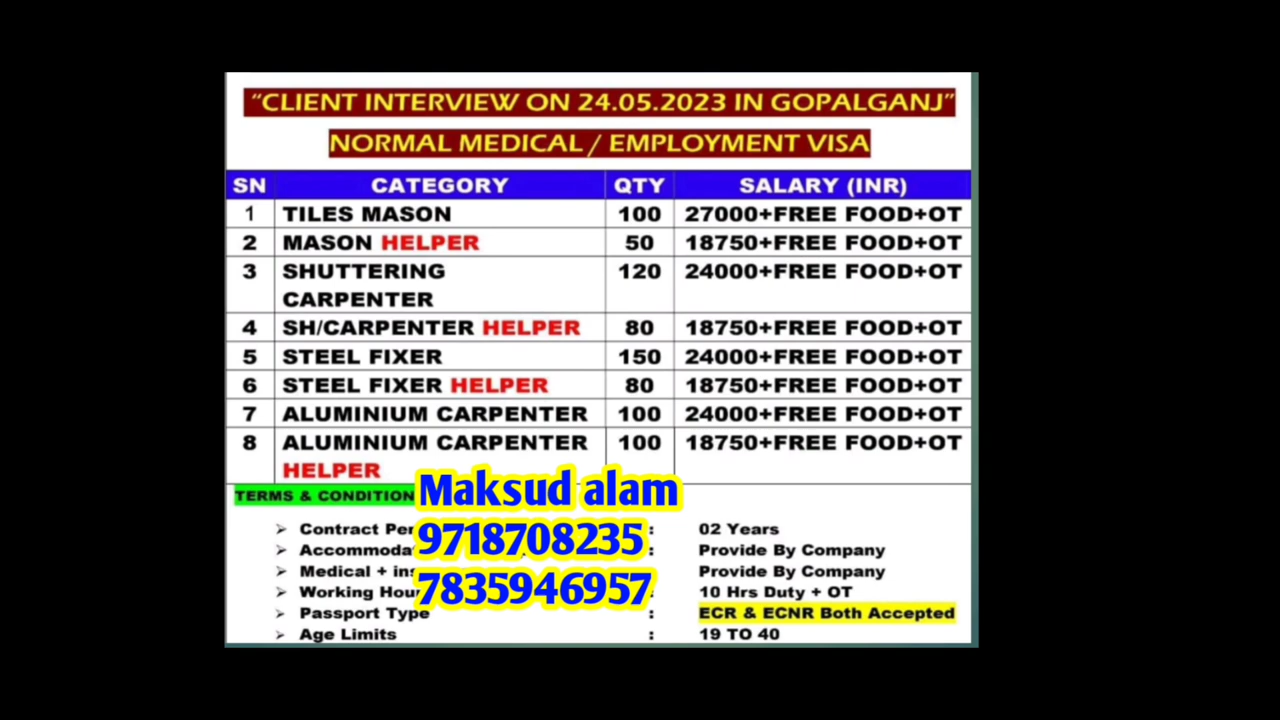 “CLIENT INTERVIEW ON 24.05.2023 IN GOPALGANJ”
NORMAL MEDICAL / EMPLOYMENT VISA
SN CATEGORY QTY SALARY (INR)
1 TILES MASON 100 27000+FREE FOOD+OT
2 MASON HELPER 50 18750+FREE FOOD+OT
3 SHUTTERING 120 24000+FREE FOOD+OT
CARPENTER
4 SH/CARPENTER HELPER 80 18750+FREE FOOD+OT
5 STEEL FIXER 150 24000+FREE FOOD+OT
6 STEEL FIXER HELPER 80 18750+FREE FOOD+OT
7 ALUMINIUM CARPENTER 100 24000+FREE FOOD+OT
8 ALUMINIUM CARPENTER 100 18750+FREE FOOD+OT
HELPER
TERMS & CONDITION
Maksud alam
9718708235
7835946957
Contract : 02 Years
: Provide By Company
Medical + : Provide By Company
Working : 10 Hrs Duty + OT
Passport Type : ECR & ECNR Both Accepted
Age Limits : 19 TO 40